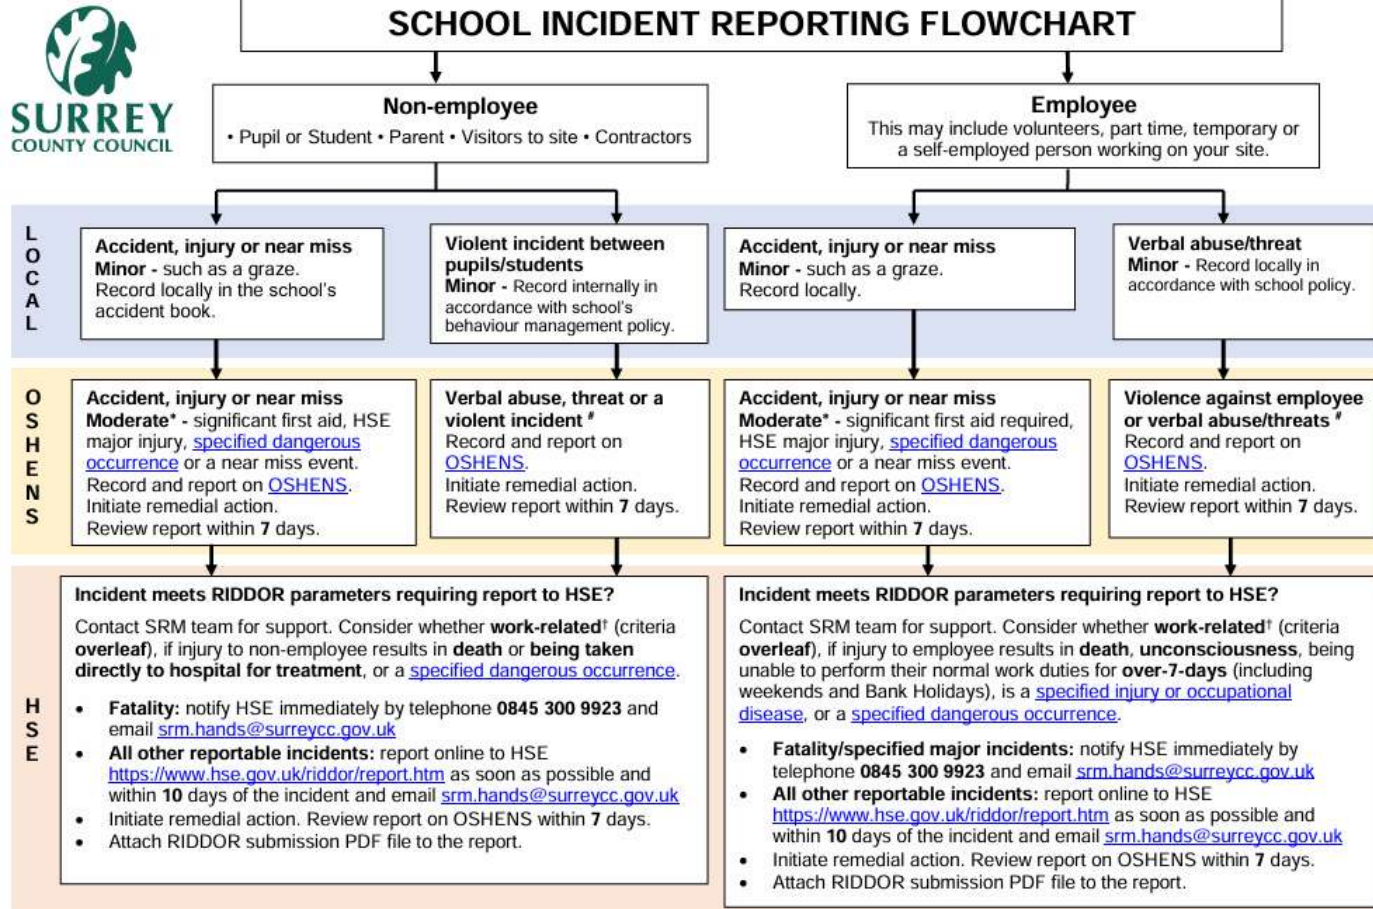 SURREY
COUNTY COUNCIL
SCHOOL INCIDENT REPORTING FLOWCHART
Non-employee
• Pupil or Student • Parent • Visitors to site • Contractors
Employee
This may include volunteers, part time, temporary or
a self-employed person working on your site.
LOCAL
Accident, injury or near miss
Minor - such as a graze.
Record locally in the school's
accident book.
Violent incident between
pupils/students
Minor - Record internally in
accordance with school's
behaviour management policy.
Accident, injury or near miss
Minor - such as a graze.
Record locally.
Verbal abuse/threat
Minor - Record locally in
accordance with school policy.
OSHENS
Accident, injury or near miss
Moderate* - significant first aid, HSE
major injury, specified dangerous
occurrence or a near miss event.
Record and report on OSHENS.
Initiate remedial action.
Review report within 7 days.
Verbal abuse, threat or a
violent incident #
Record and report on
OSHENS.
Initiate remedial action.
Review report within 7 days.
Accident, injury or near miss
Moderate* - significant first aid required,
HSE major injury, specified dangerous
occurrence or a near miss event.
Record and report on OSHENS.
Initiate remedial action.
Review report within 7 days.
Violence against employee
or verbal abuse/threats #
Record and report on
OSHENS.
Initiate remedial action.
Review report within 7 days.
HSE
Incident meets RIDDOR parameters requiring report to HSE?
Contact SRM team for support. Consider whether work-related† (criteria
overleaf), if injury to non-employee results in death or being taken
directly to hospital for treatment, or a specified dangerous occurrence.
• Fatality: notify HSE immediately by telephone 0845 300 9923 and
email srm.hands@surreycc.gov.uk
• All other reportable incidents: report online to HSE
https://www.hse.gov.uk/riddor/report.htm as soon as possible and
within 10 days of the incident and email srm.hands@surreycc.gov.uk
• Initiate remedial action. Review report on OSHENS within 7 days.
• Attach RIDDOR submission PDF file to the report.
Incident meets RIDDOR parameters requiring report to HSE?
Contact SRM team for support. Consider whether work-related† (criteria
overleaf), if injury to employee results in death, unconsciousness, being
unable to perform their normal work duties for over-7-days (including
weekends and Bank Holidays), is a specified injury or occupational
disease, or a specified dangerous occurrence.
• Fatality/specified major incidents: notify HSE immediately by
telephone 0845 300 9923 and email srm.hands@surreycc.gov.uk
• All other reportable incidents: report online to HSE
https://www.hse.gov.uk/riddor/report.htm as soon as possible and
within 10 days of the incident and email srm.hands@surreycc.gov.uk
• Initiate remedial action. Review report on OSHENS within 7 days.
• Attach RIDDOR submission PDF file to the report.